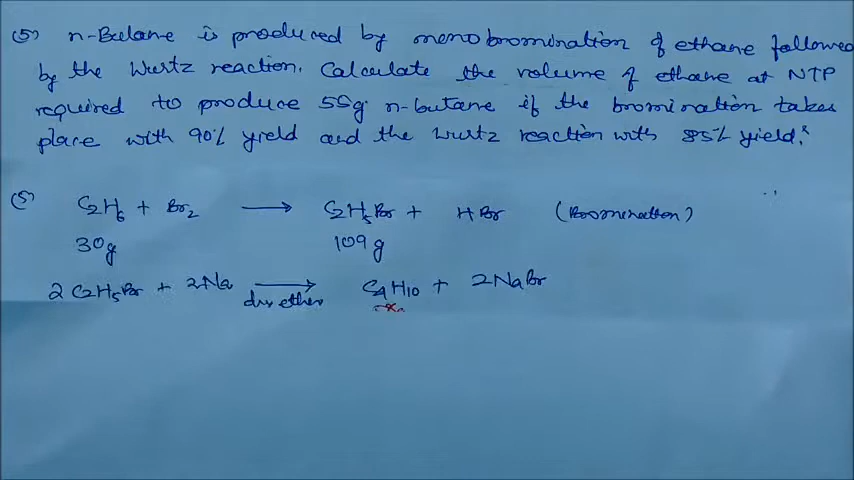 (5) n-Butane is produced by monobromination of ethane followed
by the Wurtz reaction. Calculate the volume of ethane at NTP
required to produce 55g n-butane if the bromination takes
place with 90% yield and the Wurtz reaction with 85% yield.
(5) C2H6 + Br2 ⟶ C2H5Br + HBr (Bromination)
30g 109g
2 C2H5Br + 2Na ⟶ C4H10 + 2NaBr
dry ether